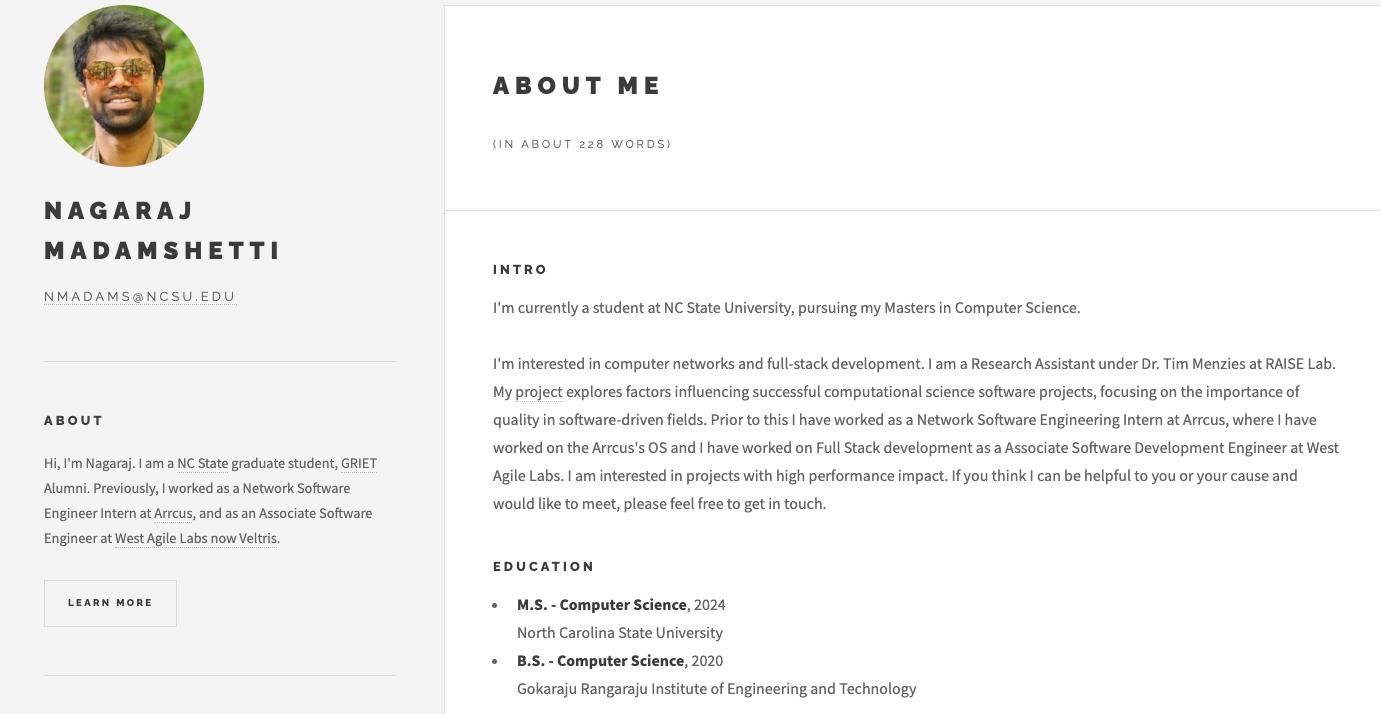 NAGARAJ
MADAMSHETTI
NMADAMS@NCSU.EDU
ABOUT
Hi, I'm Nagaraj. I am a NC State graduate student, GRIET
Alumni. Previously, I worked as a Network Software
Engineer Intern at Arrcus, and as an Associate Software
Engineer at West Agile Labs now Veltris.
LEARN MORE
ABOUT ME
(IN ABOUT 228 WORDS)
INTRO
I'm currently a student at NC State University, pursuing my Masters in Computer Science.
I'm interested in computer networks and full-stack development. I am a Research Assistant under Dr. Tim Menzies at RAISE Lab.
My project explores factors influencing successful computational science software projects, focusing on the importance of
quality in software-driven fields. Prior to this I have worked as a Network Software Engineering Intern at Arrcus, where I have
worked on the Arrcus's OS and I have worked on Full Stack development as a Associate Software Development Engineer at West
Agile Labs. I am interested in projects with high performance impact. If you think I can be helpful to you or your cause and
would like to meet, please feel free to get in touch.
EDUCATION
• M.S. - Computer Science, 2024
North Carolina State University
• B.S. - Computer Science, 2020
Gokaraju Rangaraju Institute of Engineering and Technology